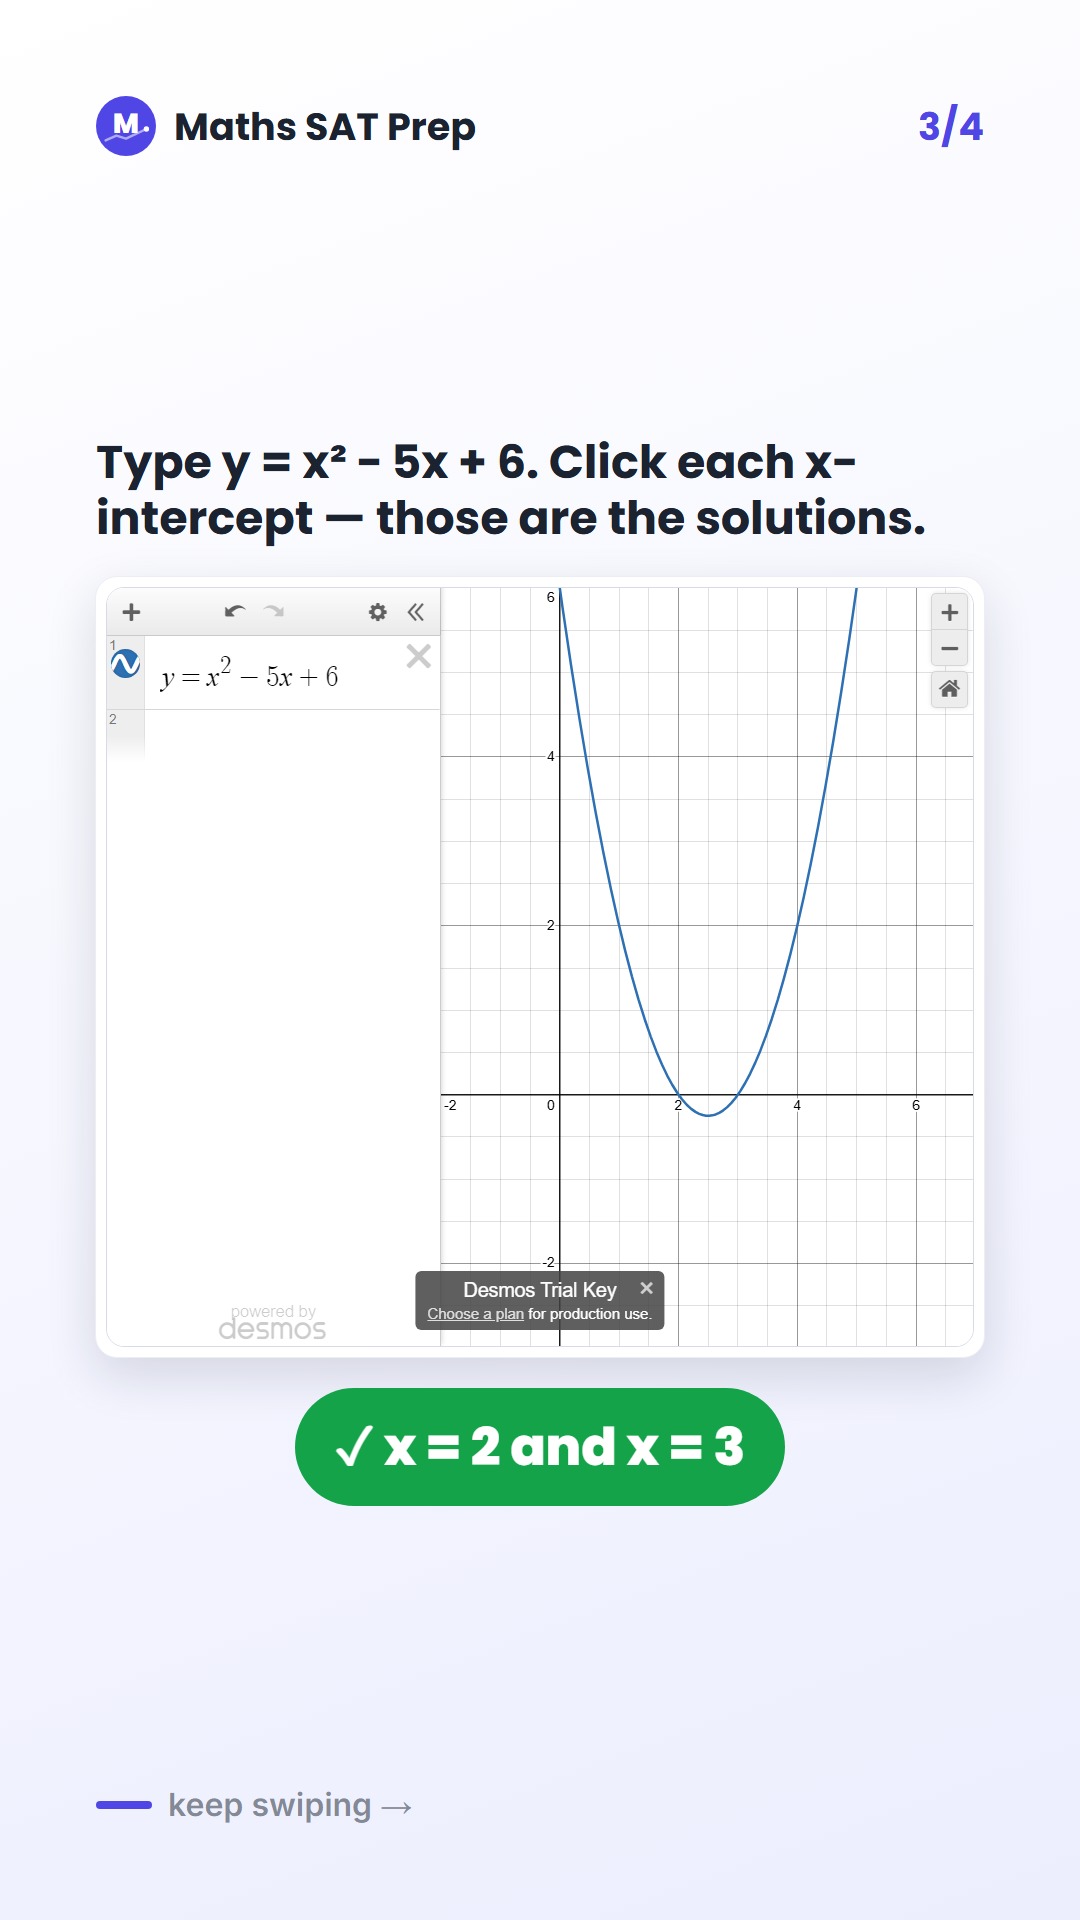 Maths SAT Prep
3/4
Type y = x² - 5x + 6. Click each x-
intercept — those are the solutions.
1
y = x² − 5x + 6
2
6
4
2
-2
0
2
4
6
-2
Desmos Trial Key
Choose a plan for production use.
powered by
desmos
✓ x = 2 and x = 3
keep swiping →